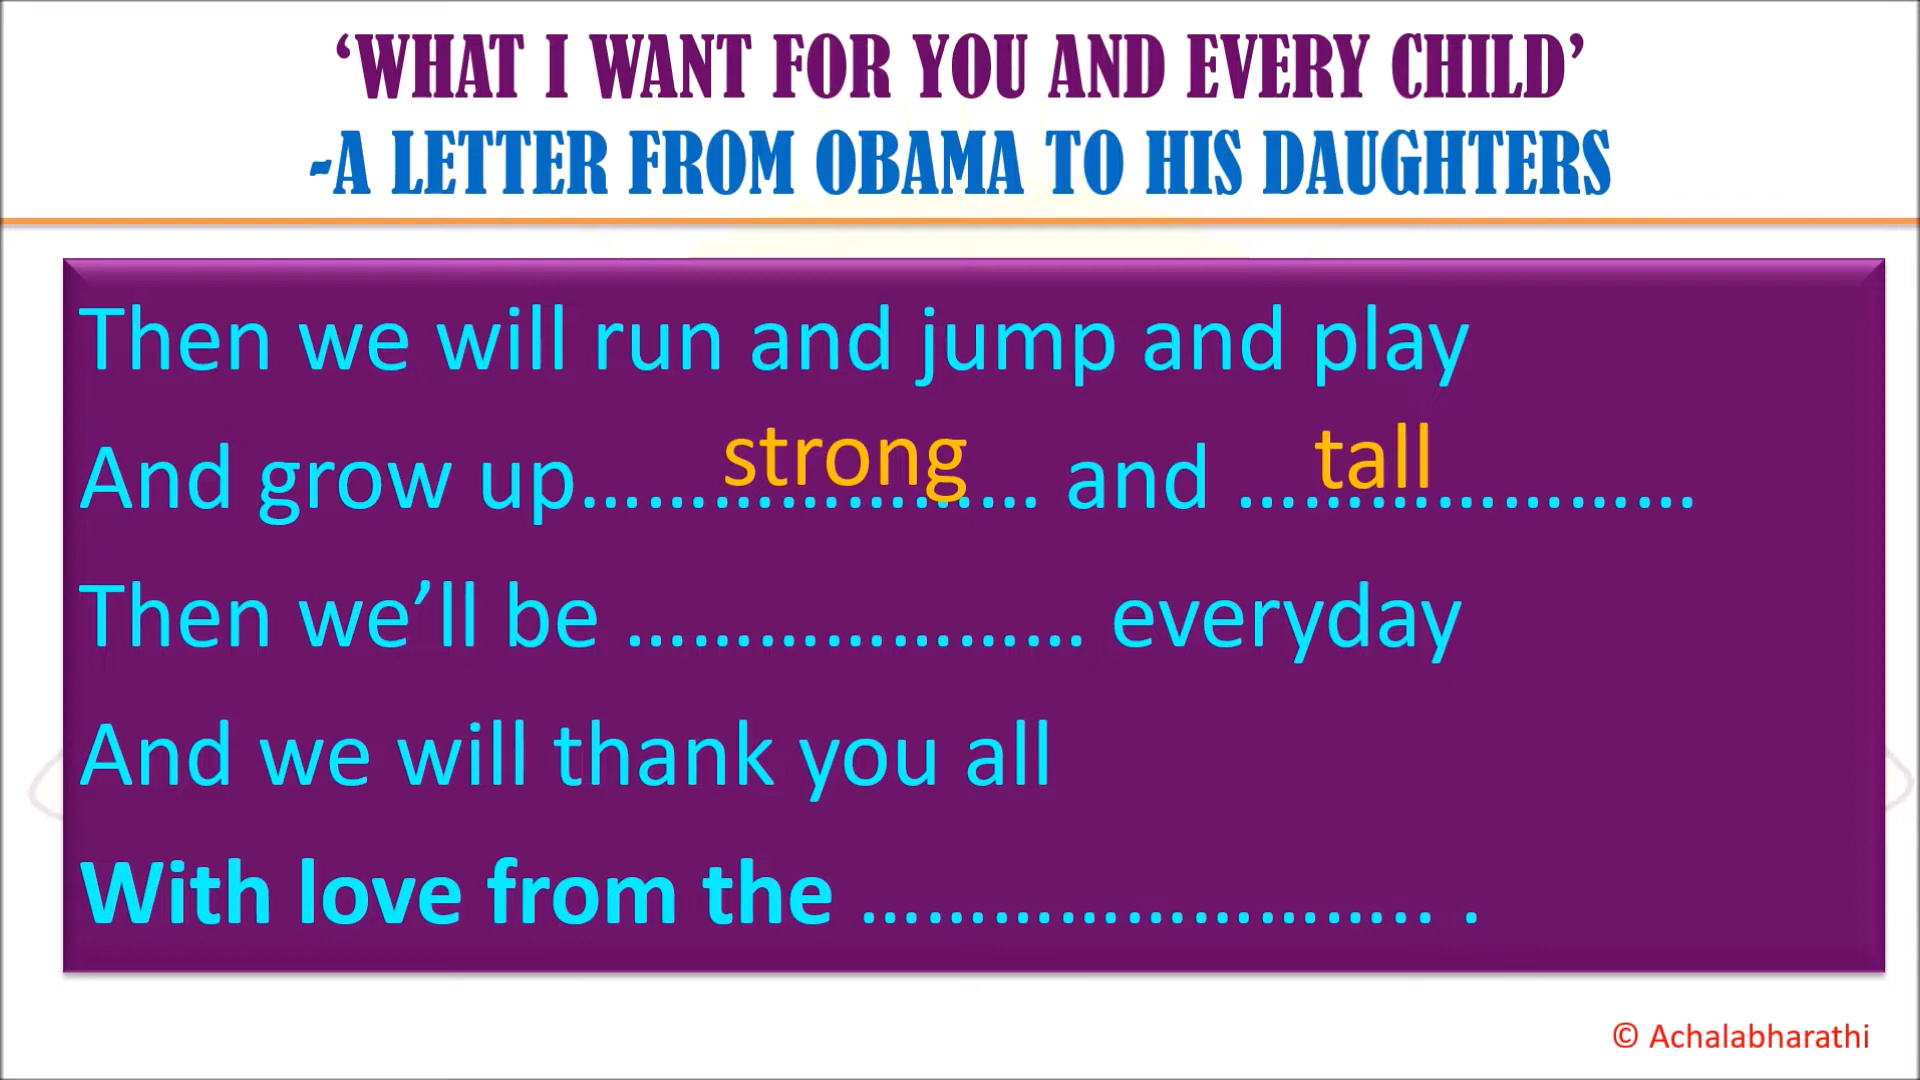 ‘WHAT I WANT FOR YOU AND EVERY CHILD’
-A LETTER FROM OBAMA TO HIS DAUGHTERS
Then we will run and jump and play
And grow up..................... strong and ..................... tall
Then we’ll be ..................... everyday
And we will thank you all
With love from the .......................... .
© Achalabharathi